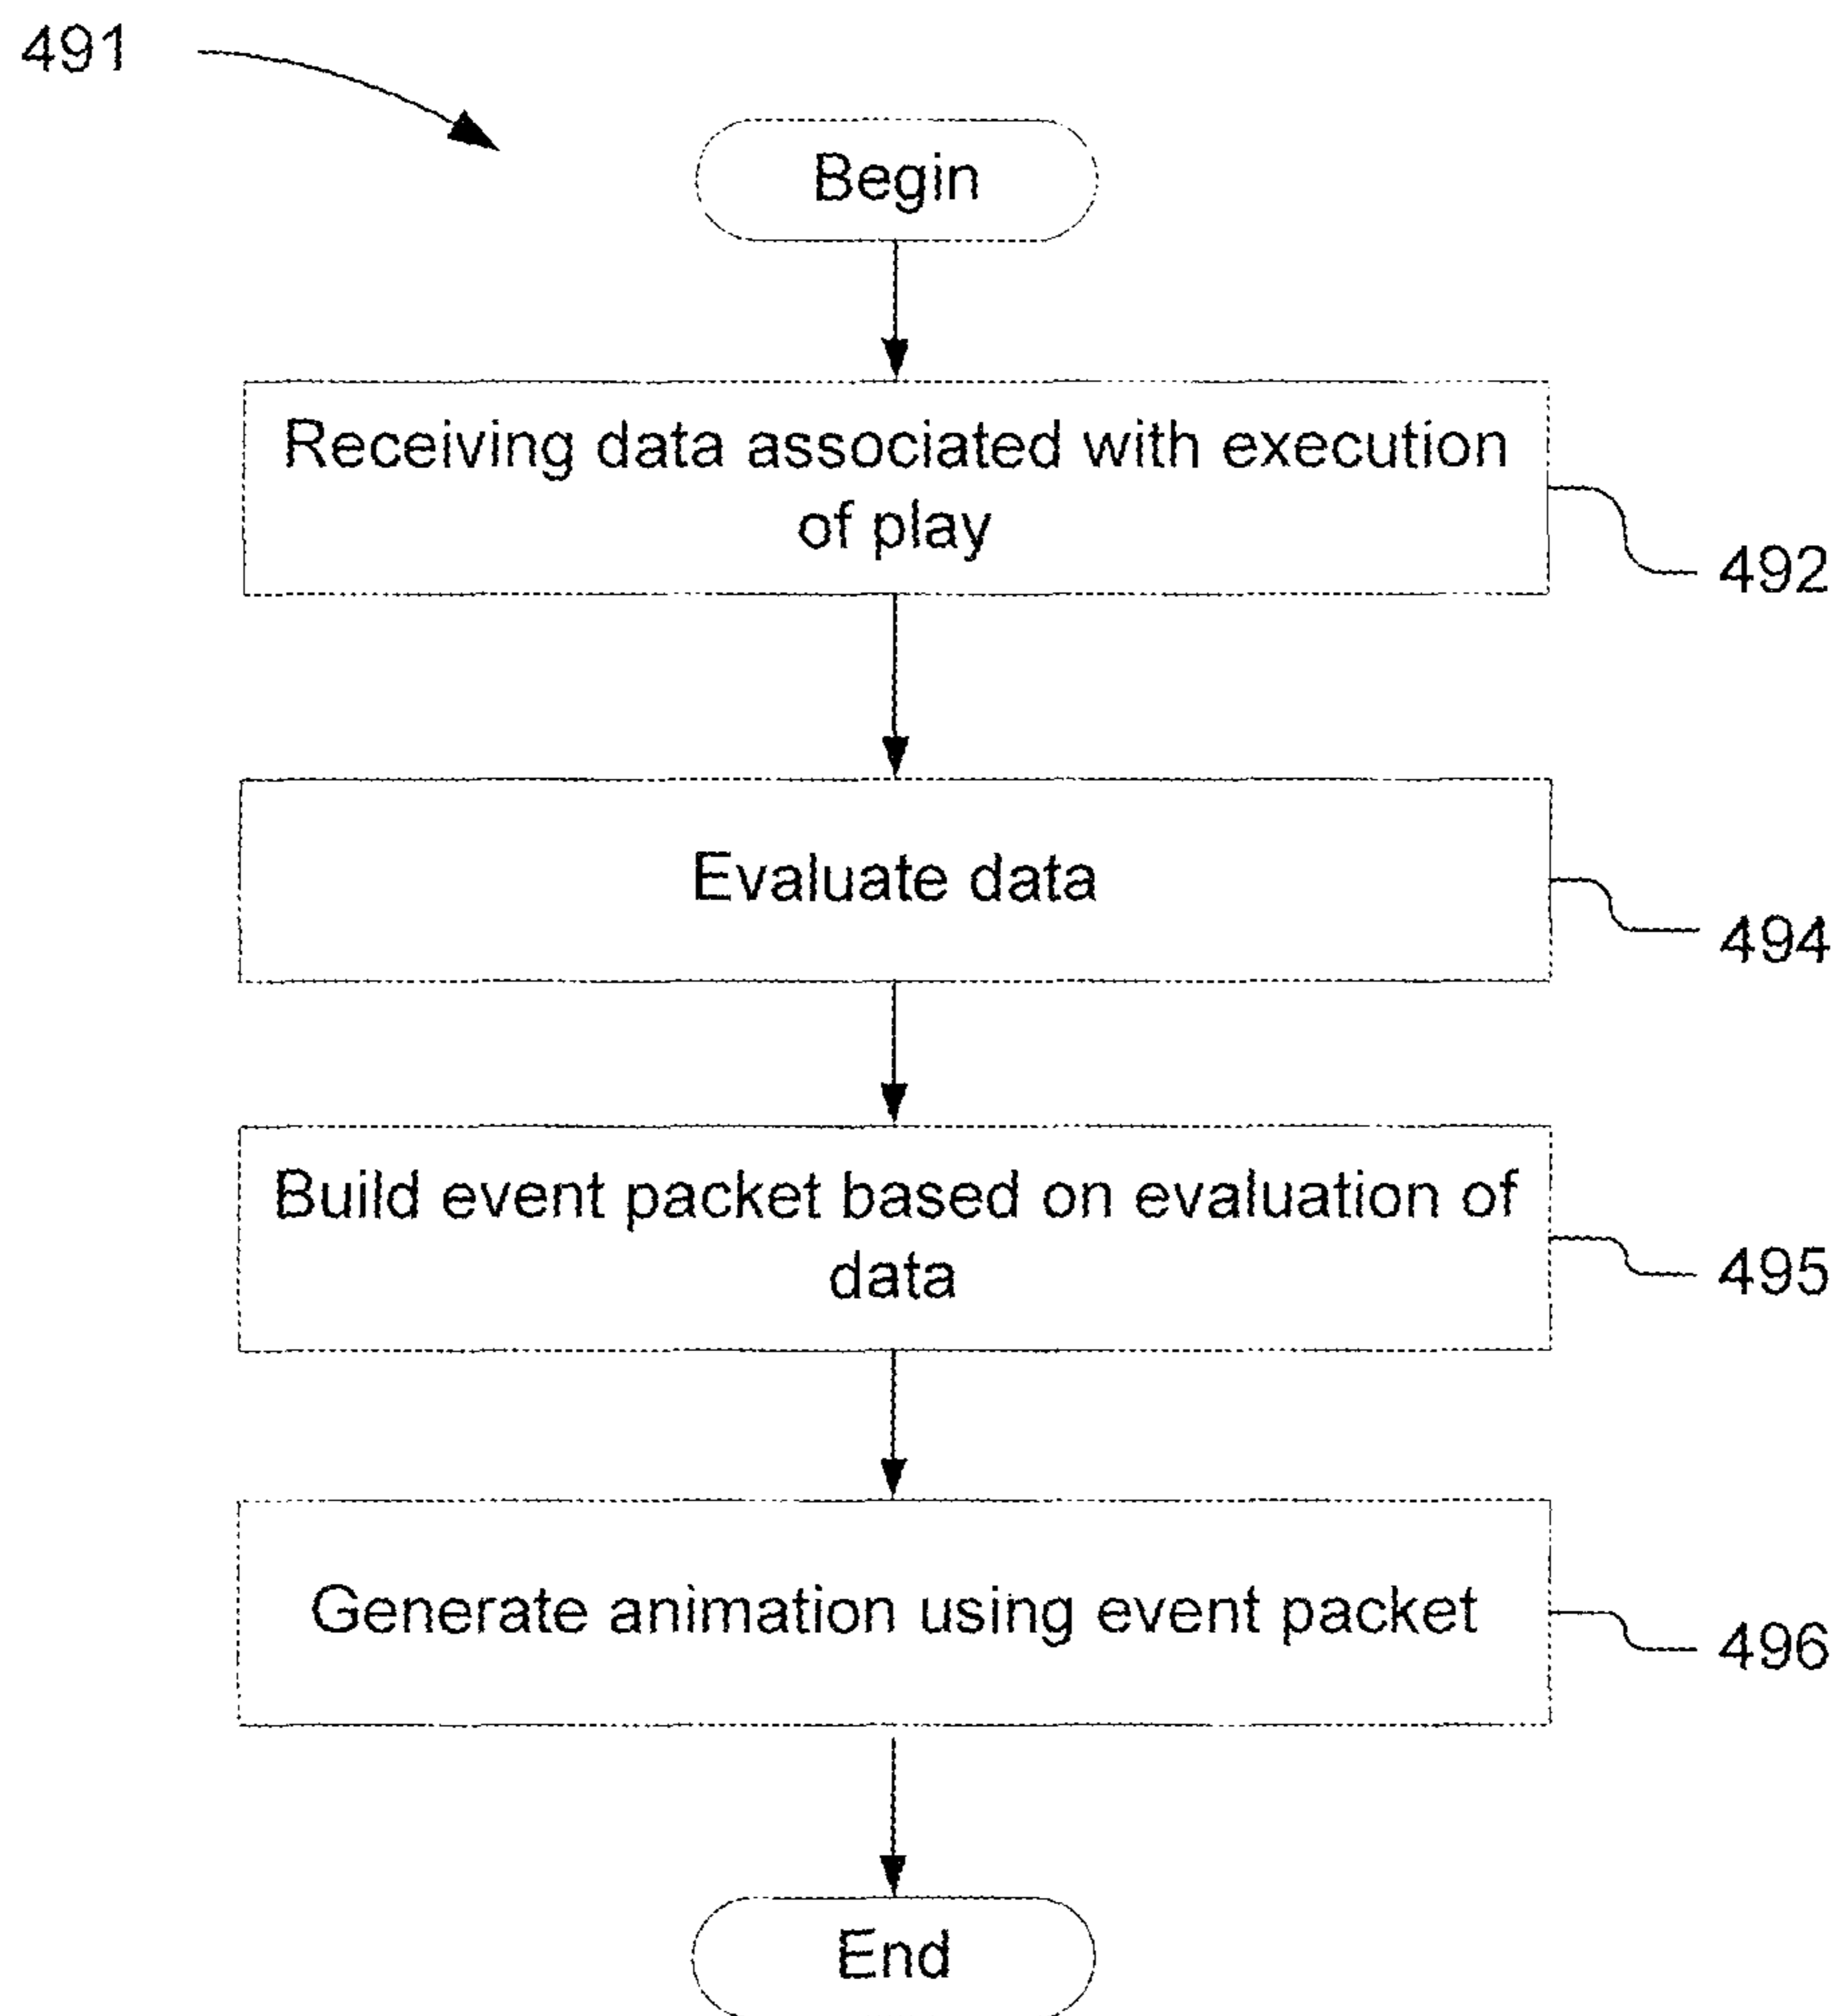 491
Begin
Receiving data associated with execution
of play
492
Evaluate data
494
Build event packet based on evaluation of
data
495
Generate animation using event packet
496
End